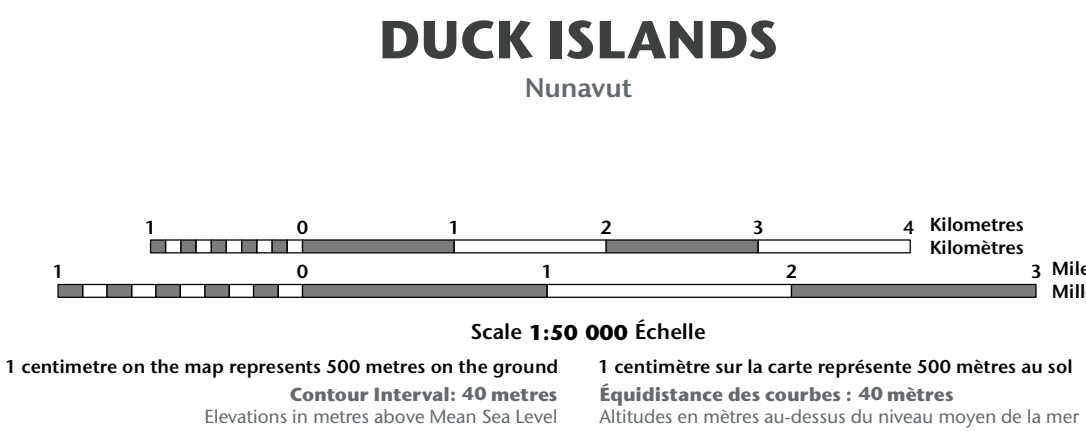 DUCK ISLANDS
Nunavut
1 0 1 2 3 4 Kilometres
Kilomètres
1 0 1 2 3 Mile
Mill
Scale 1:50 000 Échelle
1 centimetre on the map represents 500 metres on the ground
Contour Interval: 40 metres
Elevations in metres above Mean Sea Level
1 centimètre sur la carte représente 500 mètres au sol
Équidistance des courbes : 40 mètres
Altitudes en mètres au-dessus du niveau moyen de la mer